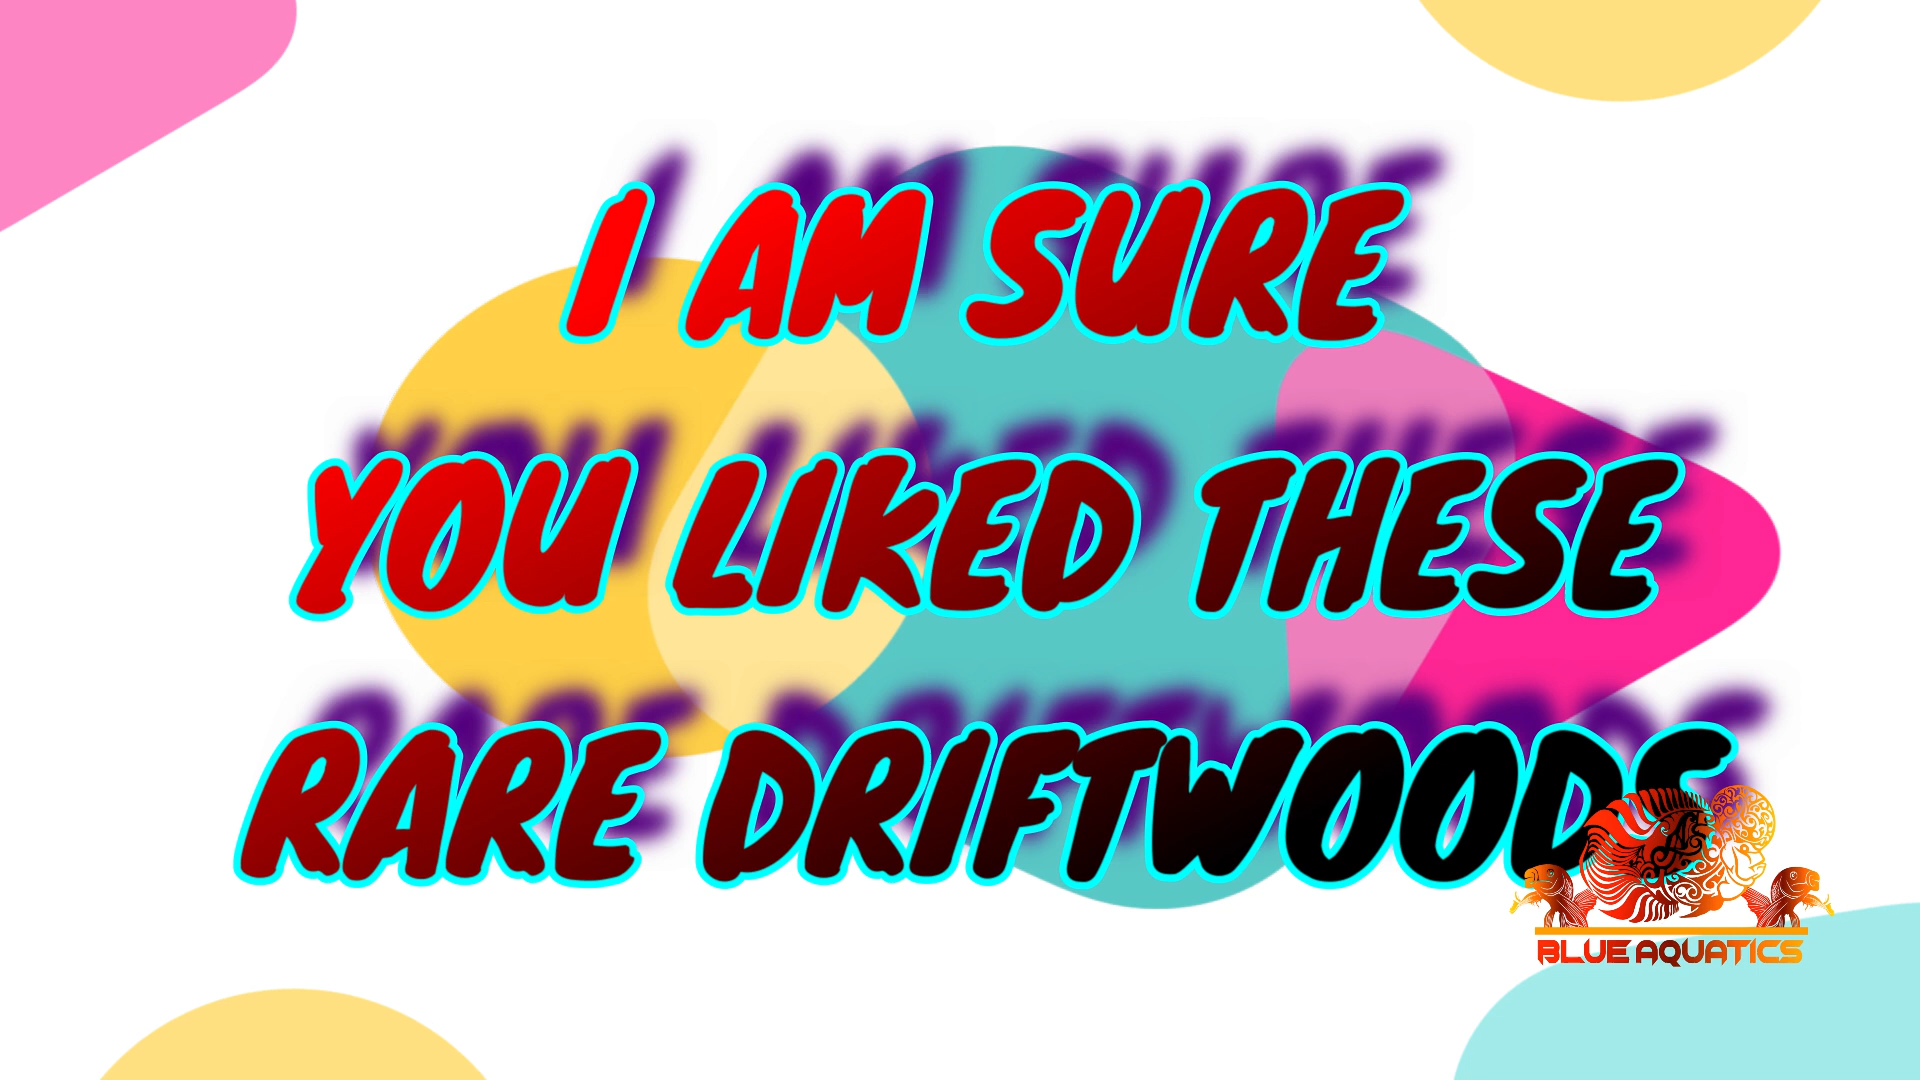 I AM SURE
YOU LIKED THESE
RARE DRIFTWOODS
BLUE AQUATICS